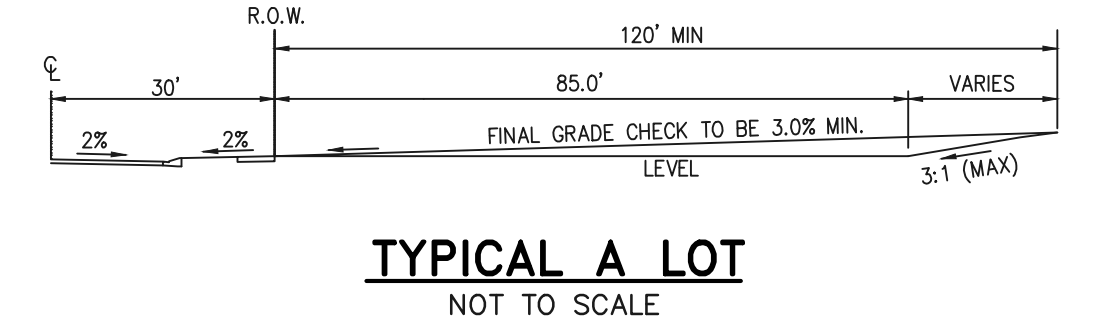 R.O.W.
120' MIN
℄
30'
85.0'
VARIES
2%
2%
FINAL GRADE CHECK TO BE 3.0% MIN.
LEVEL
3:1 (MAX)
TYPICAL A LOT
NOT TO SCALE